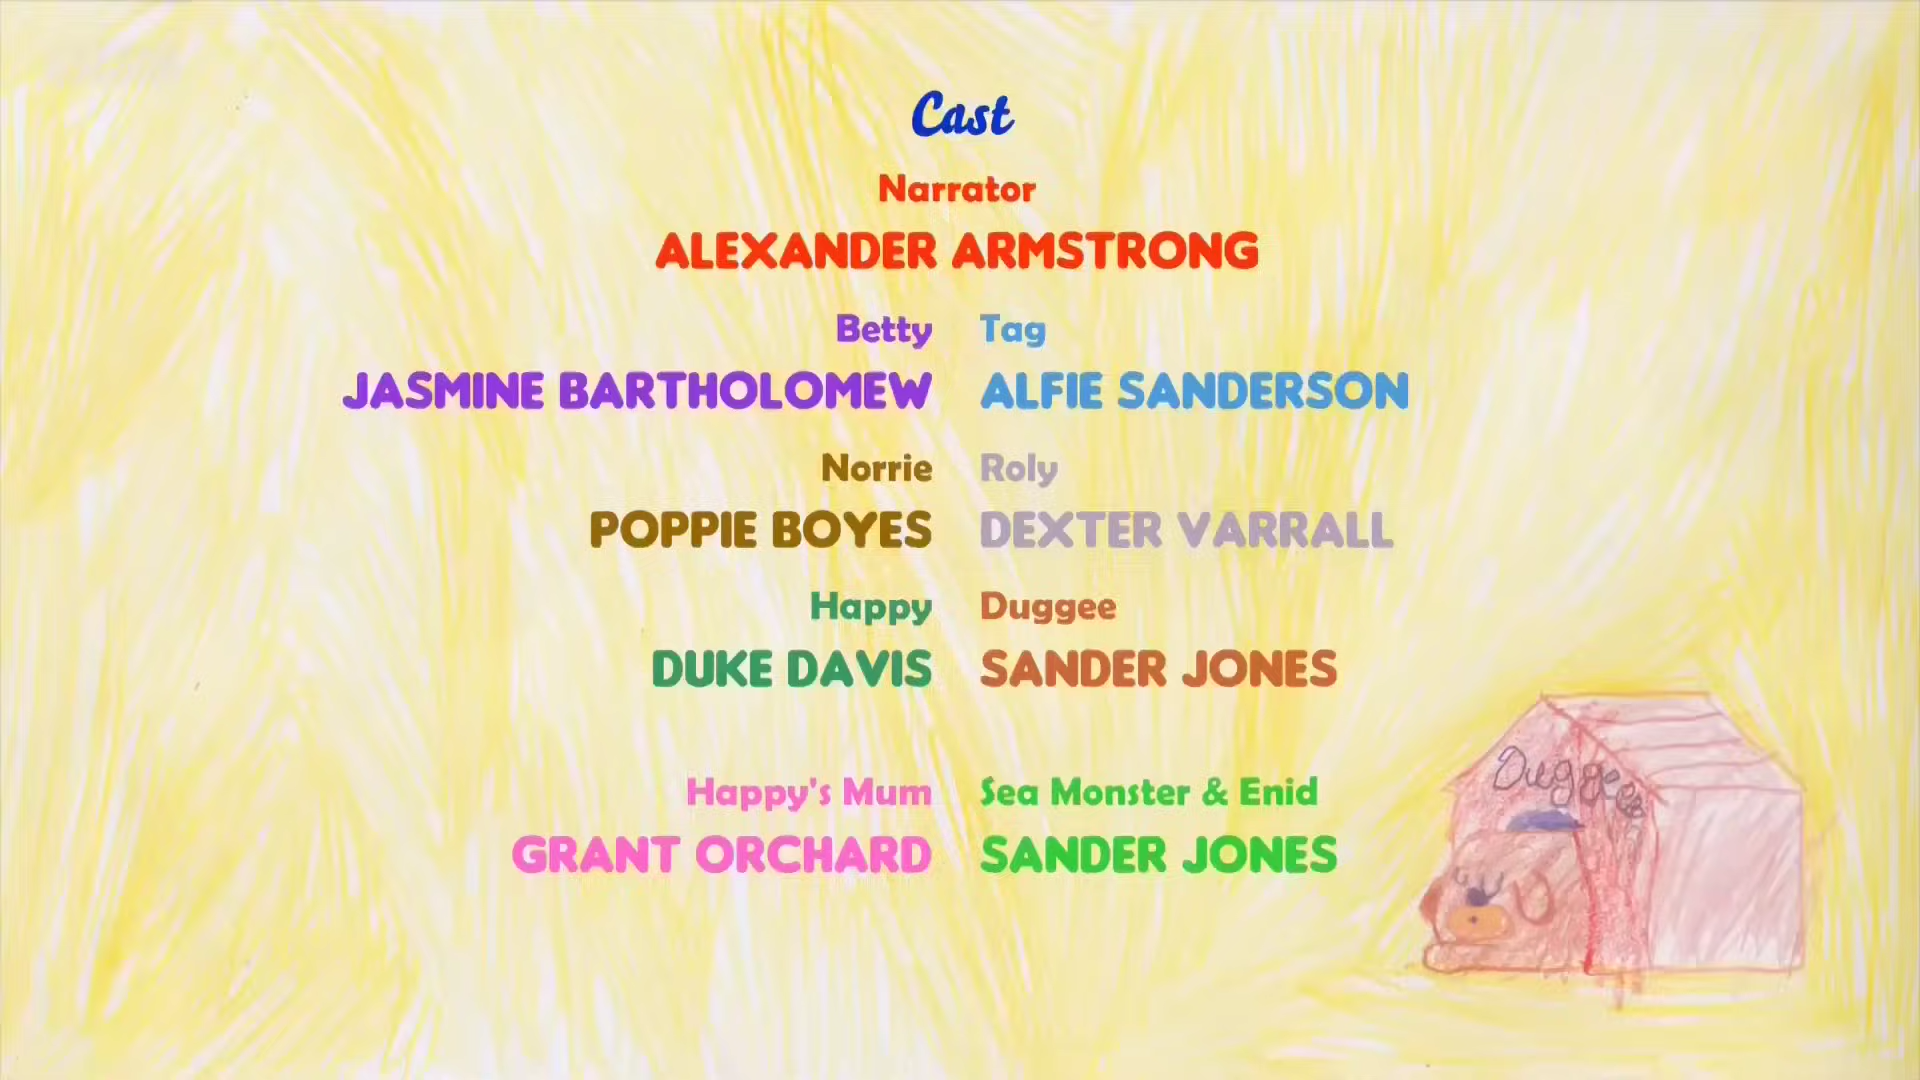 Cast
Narrator
ALEXANDER ARMSTRONG
Betty
JASMINE BARTHOLOMEW
Tag
ALFIE SANDERSON
Norrie
POPPIE BOYES
Roly
DEXTER VARRALL
Happy
DUKE DAVIS
Duggee
SANDER JONES
Happy's Mum
GRANT ORCHARD
Sea Monster & Enid
SANDER JONES
Duggee